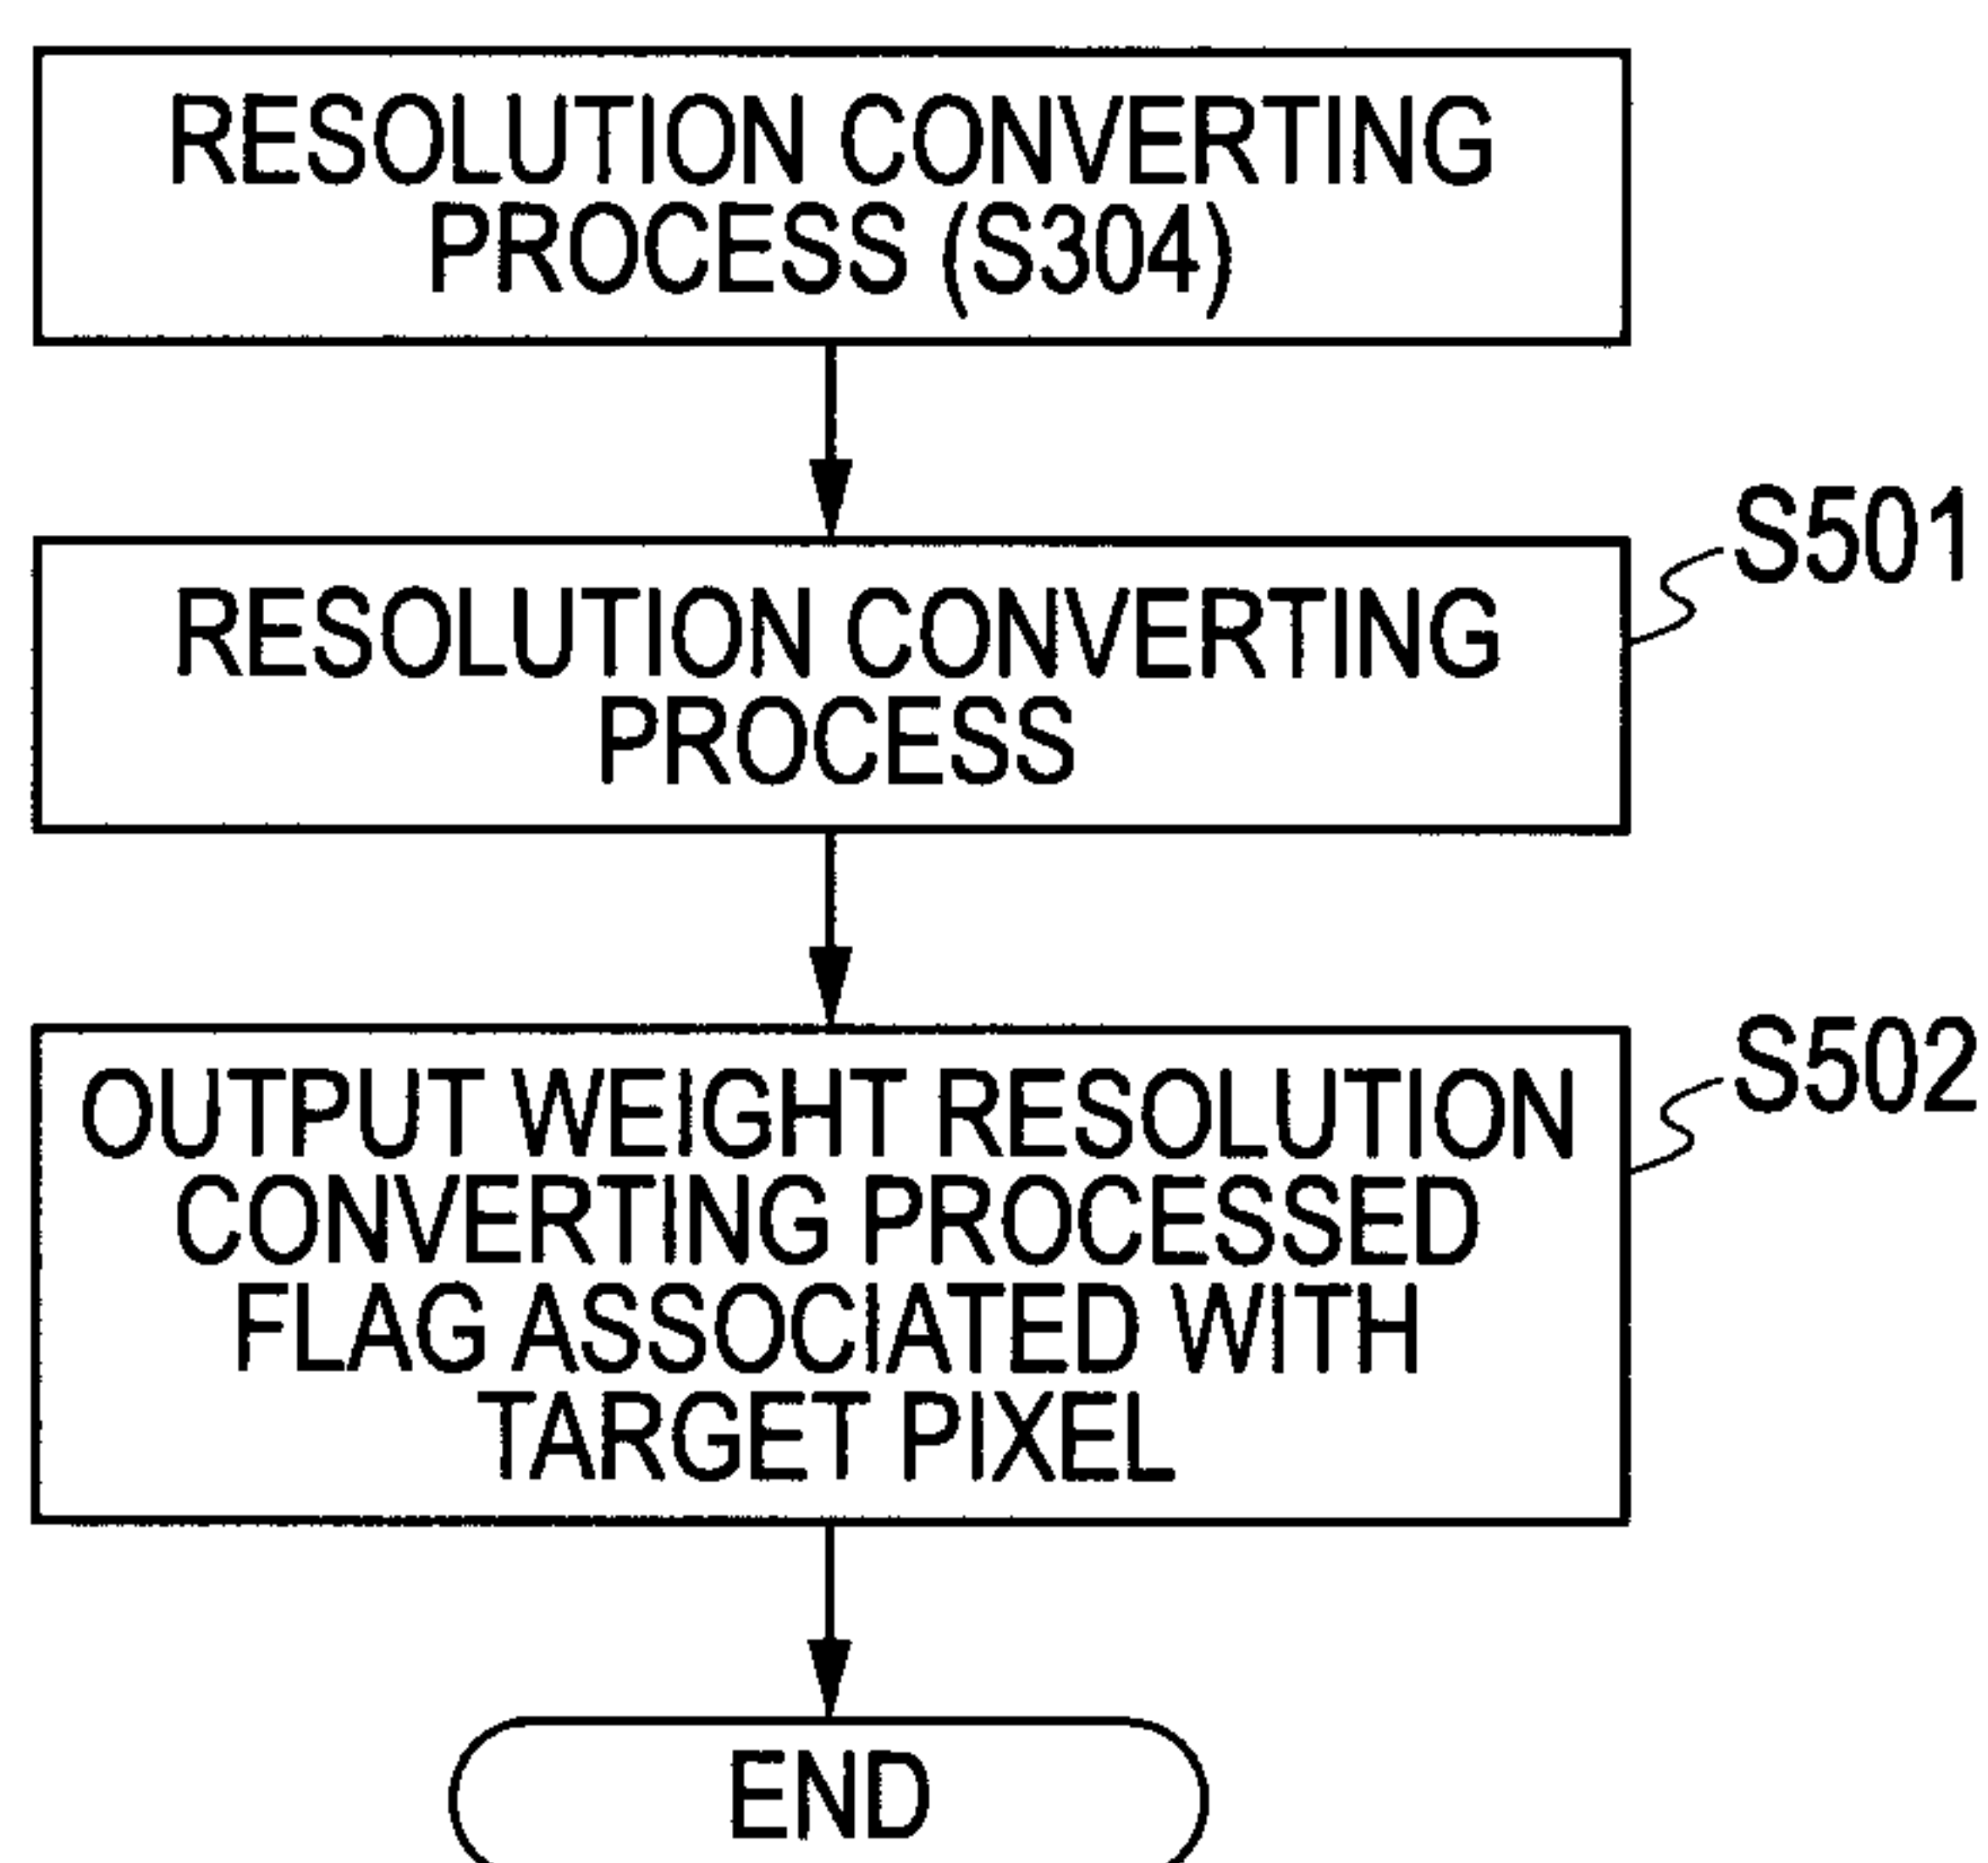 RESOLUTION CONVERTING
PROCESS (S304)
S501
RESOLUTION CONVERTING
PROCESS
S502
OUTPUT WEIGHT RESOLUTION
CONVERTING PROCESSED
FLAG ASSOCIATED WITH
TARGET PIXEL
END